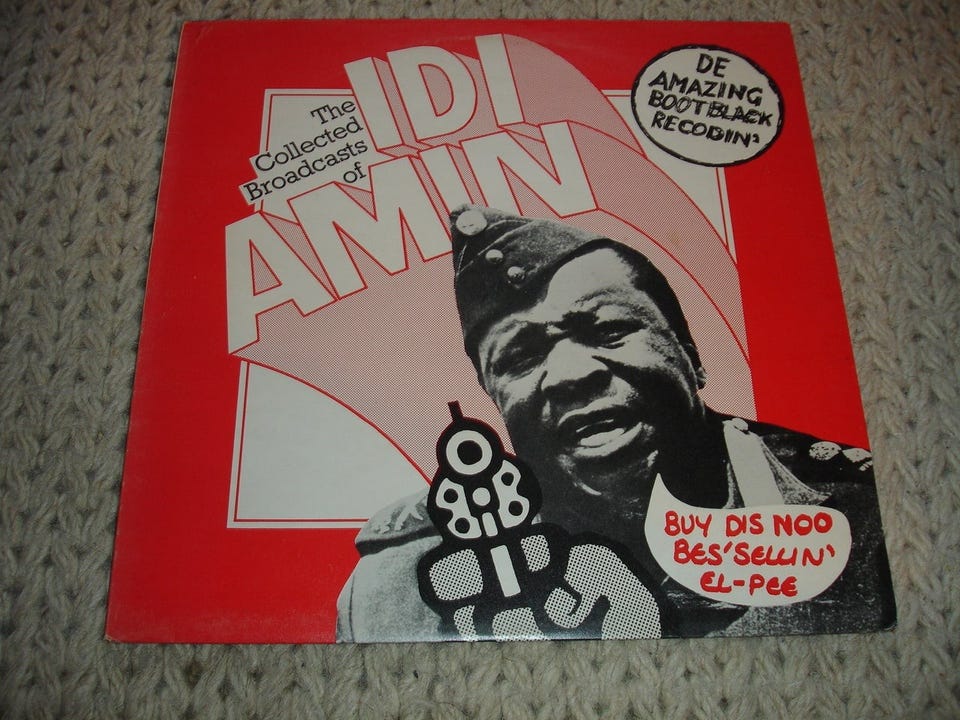 The
Collected
Broadcasts
of
IDI
AMIN
DE
AMAZING
BOOTBLACK
RECODIN'
BUY DIS NOO
BES' SELLIN'
EL-PEE